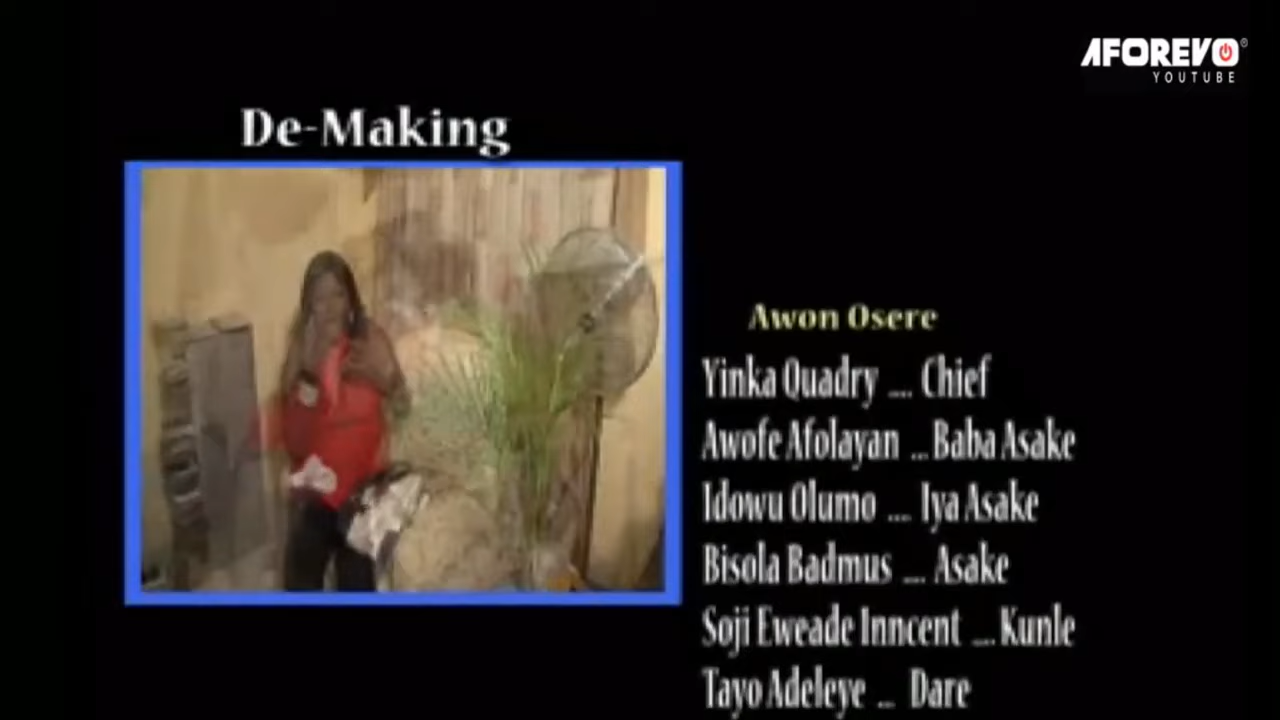 AFOREVO
YOUTUBE
De-Making
Awon Osere
Yinka Quadry .... Chief
Awofe Afolayan ... Baba Asake
Idowu Olumo .... Iya Asake
Bisola Badmus .... Asake
Soji Eweade Inncent .... Kunle
Tayo Adeleye ... Dare